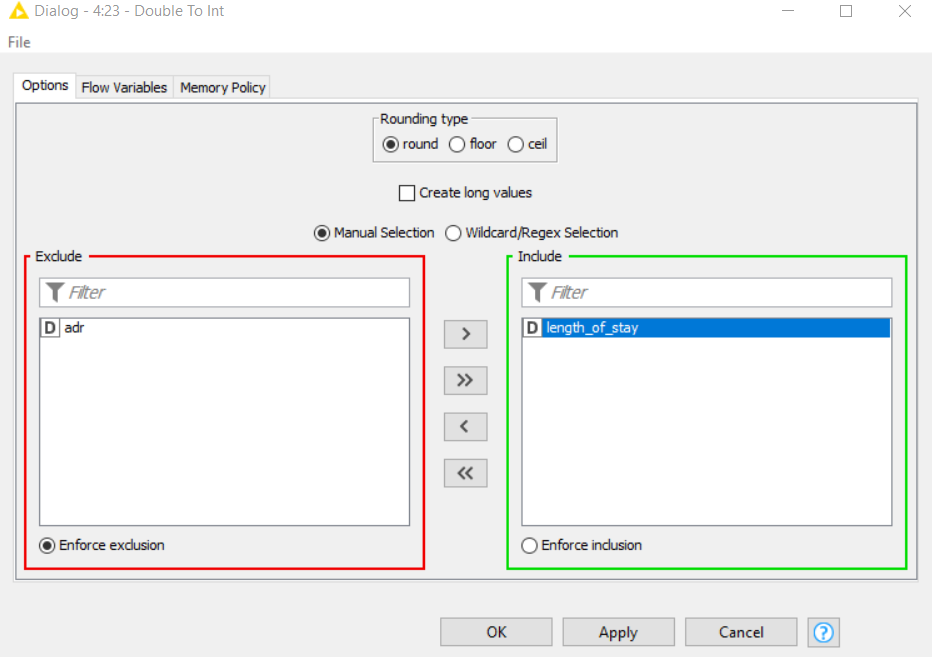 Dialog - 4:23 - Double To Int
File
Options Flow Variables Memory Policy
Rounding type
round floor ceil
Create long values
Manual Selection Wildcard/Regex Selection
Exclude Include
Filter Filter
D adr > D length_of_stay
>>
<
<<
Enforce exclusion Enforce inclusion
OK Apply Cancel ?